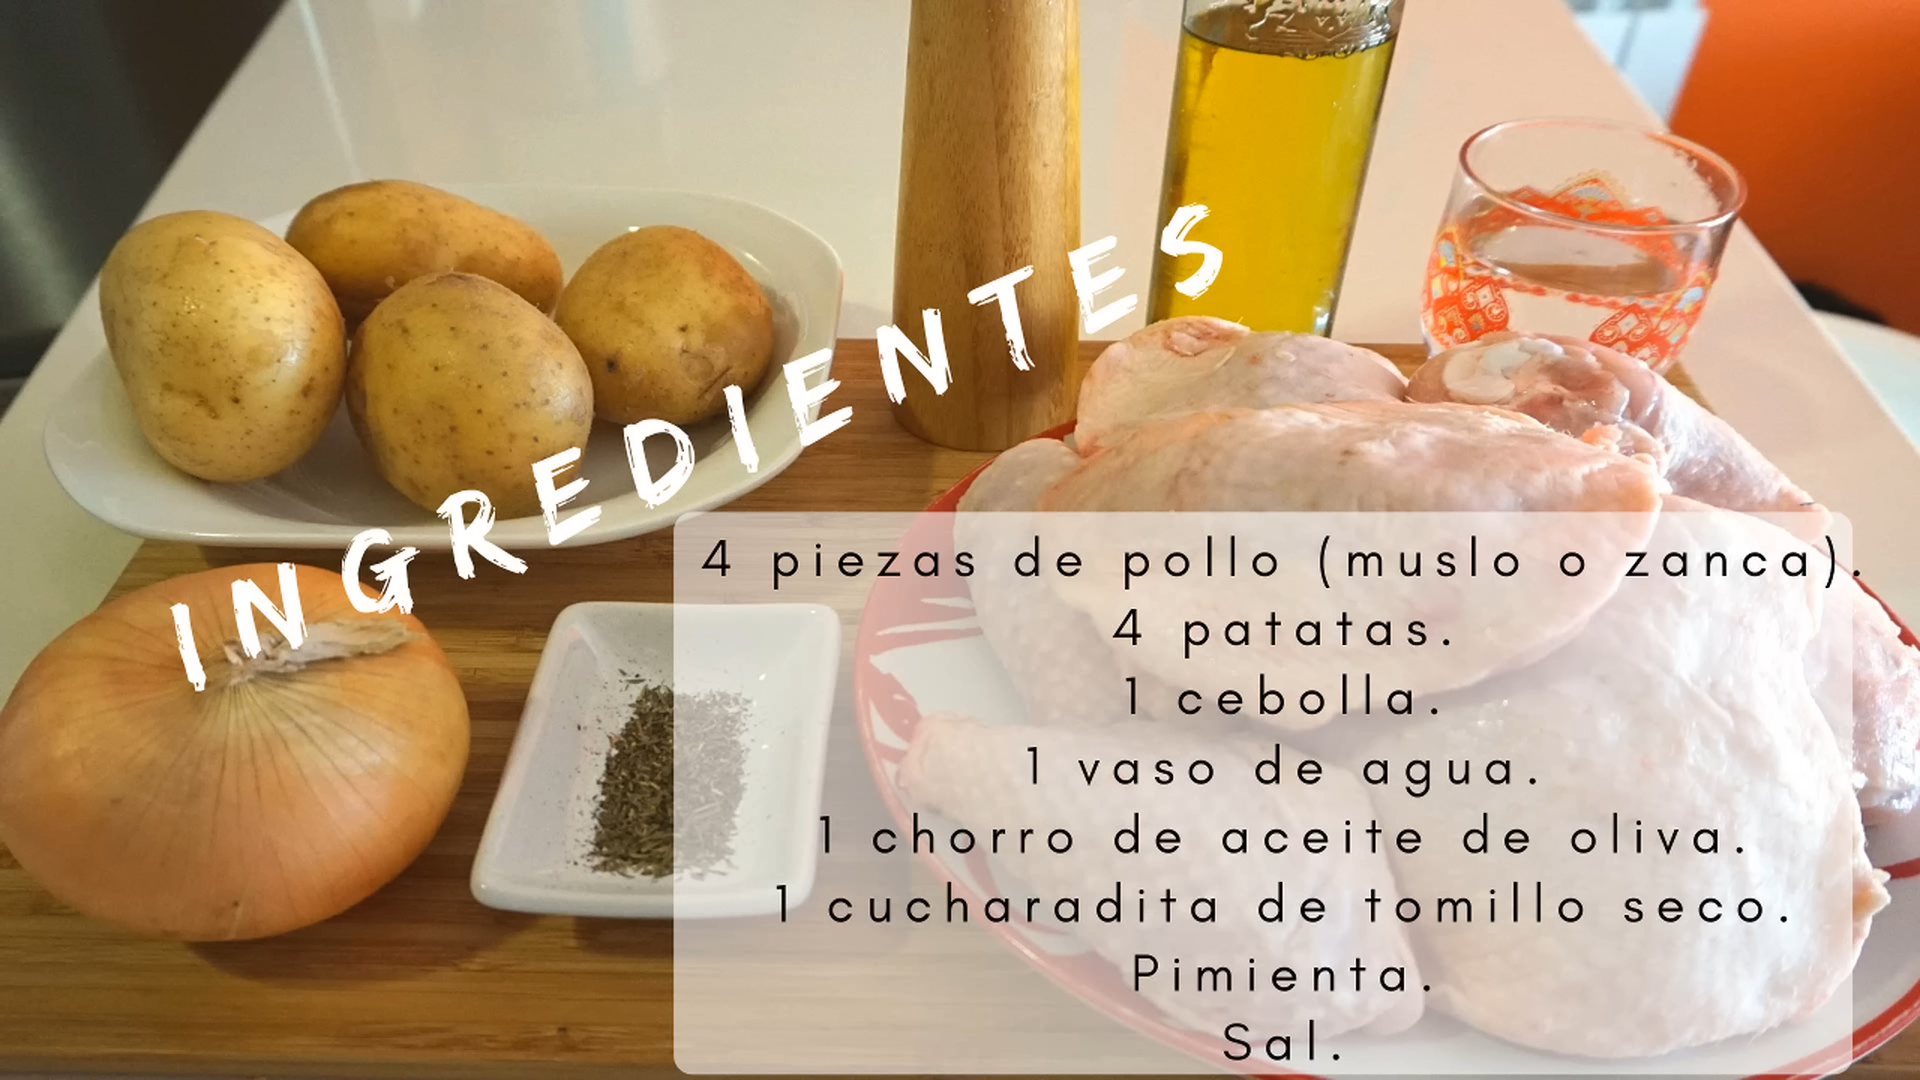 INGREDIENTES
4 piezas de pollo (muslo o zanca).
4 patatas.
1 cebolla.
1 vaso de agua.
1 chorro de aceite de oliva.
1 cucharadita de tomillo seco.
Pimienta.
Sal.